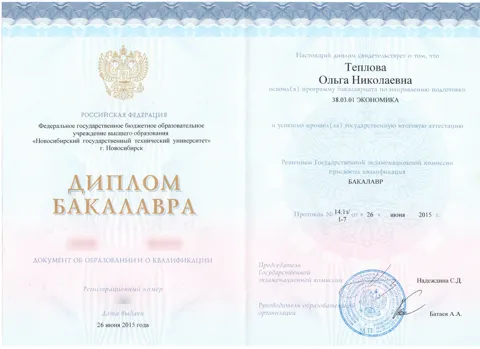 РОССИЙСКАЯ ФЕДЕРАЦИЯ
Федеральное государственное бюджетное образовательное
учреждение высшего образования
«Новосибирский государственный технический университет»
г. Новосибирск
ДИПЛОМ
БАКАЛАВРА
ДОКУМЕНТ ОБ ОБРАЗОВАНИИ И О КВАЛИФИКАЦИИ
Регистрационный номер
Дата выдачи
26 июня 2015 года
Настоящий диплом свидетельствует о том, что
Теплова
Ольга Николаевна
освоил(а) программу бакалавриата по направлению подготовки
38.03.01 ЭКОНОМИКА
и успешно прошел(ла) государственную итоговую аттестацию
Решением Государственной экзаменационной комиссии
присвоена квалификация
БАКАЛАВР
Протокол №
1-7
от « 26 » июня 2015 г.
Председатель
Государственной
экзаменационной комиссии
Надеждина С.Д.
Руководитель образовательной
организации
Батаев А.А.
М.П.